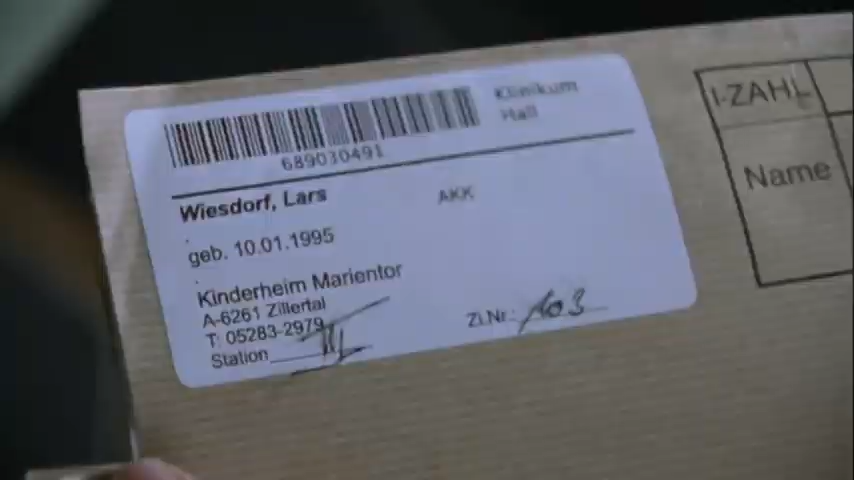 Klinikum
Hall
689030491
Wiesdorf, Lars
AKK
geb. 10.01.1995
Kinderheim Marientor
A-6261 Zillertal
T: 05283-2979
Station III
Zi.Nr.: 103
I-ZAHL
Name